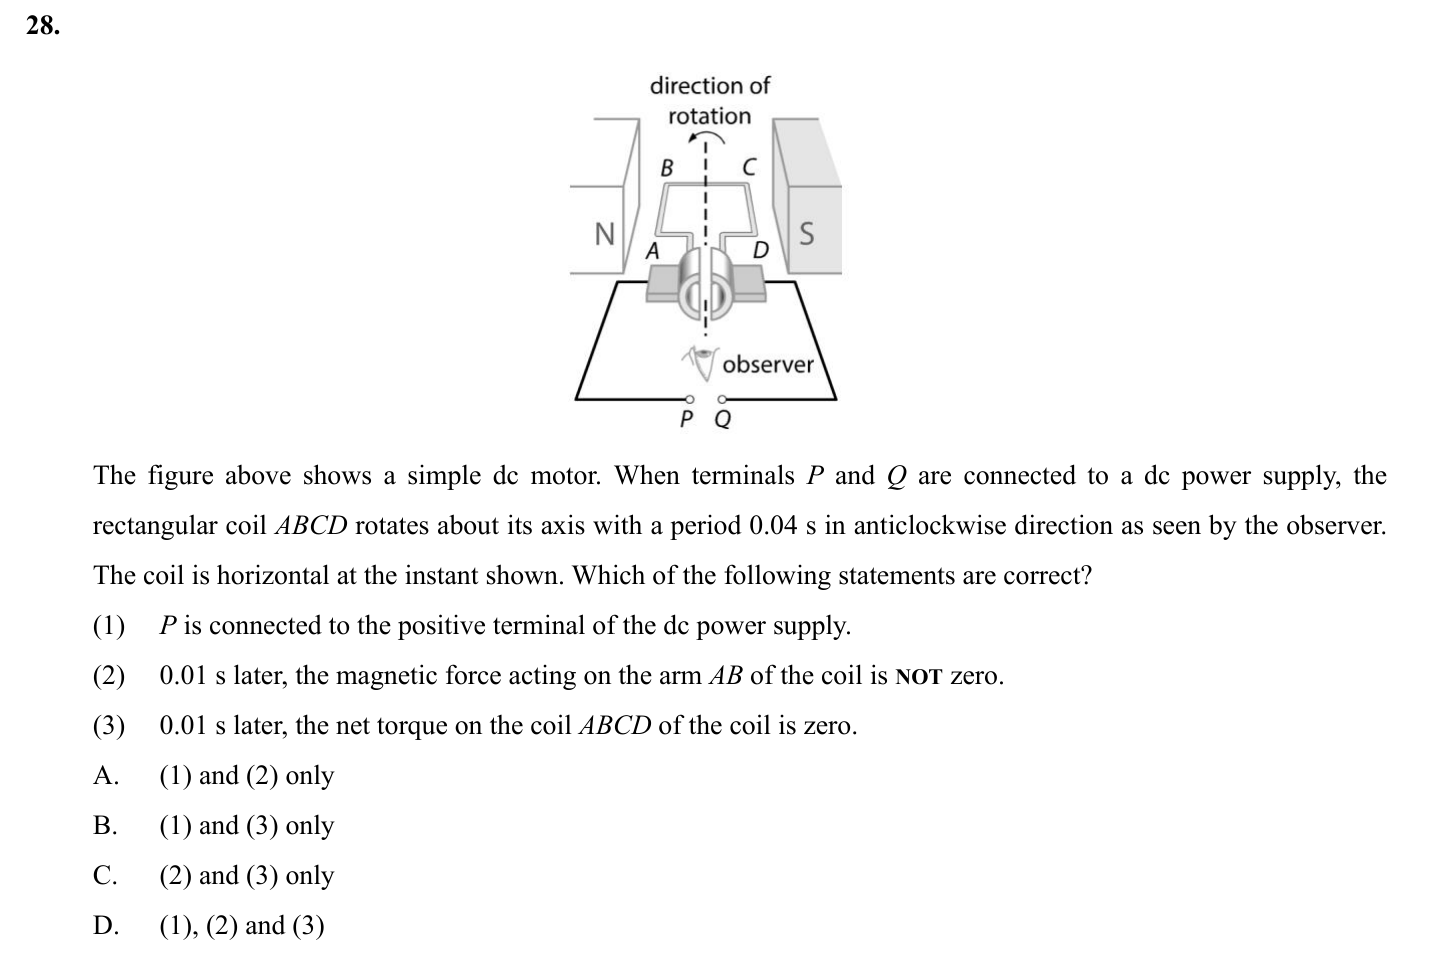 28.
direction of
rotation
B C
N S
A D
observer
P Q
The figure above shows a simple dc motor. When terminals P and Q are connected to a dc power supply, the
rectangular coil ABCD rotates about its axis with a period 0.04 s in anticlockwise direction as seen by the observer.
The coil is horizontal at the instant shown. Which of the following statements are correct?
(1) P is connected to the positive terminal of the dc power supply.
(2) 0.01 s later, the magnetic force acting on the arm AB of the coil is NOT zero.
(3) 0.01 s later, the net torque on the coil ABCD of the coil is zero.
A. (1) and (2) only
B. (1) and (3) only
C. (2) and (3) only
D. (1), (2) and (3)